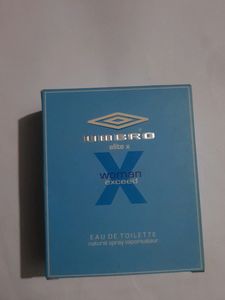 UMBRO
elite x
X
woman
exceed
EAU DE TOILETTE
natural spray vaporisateur